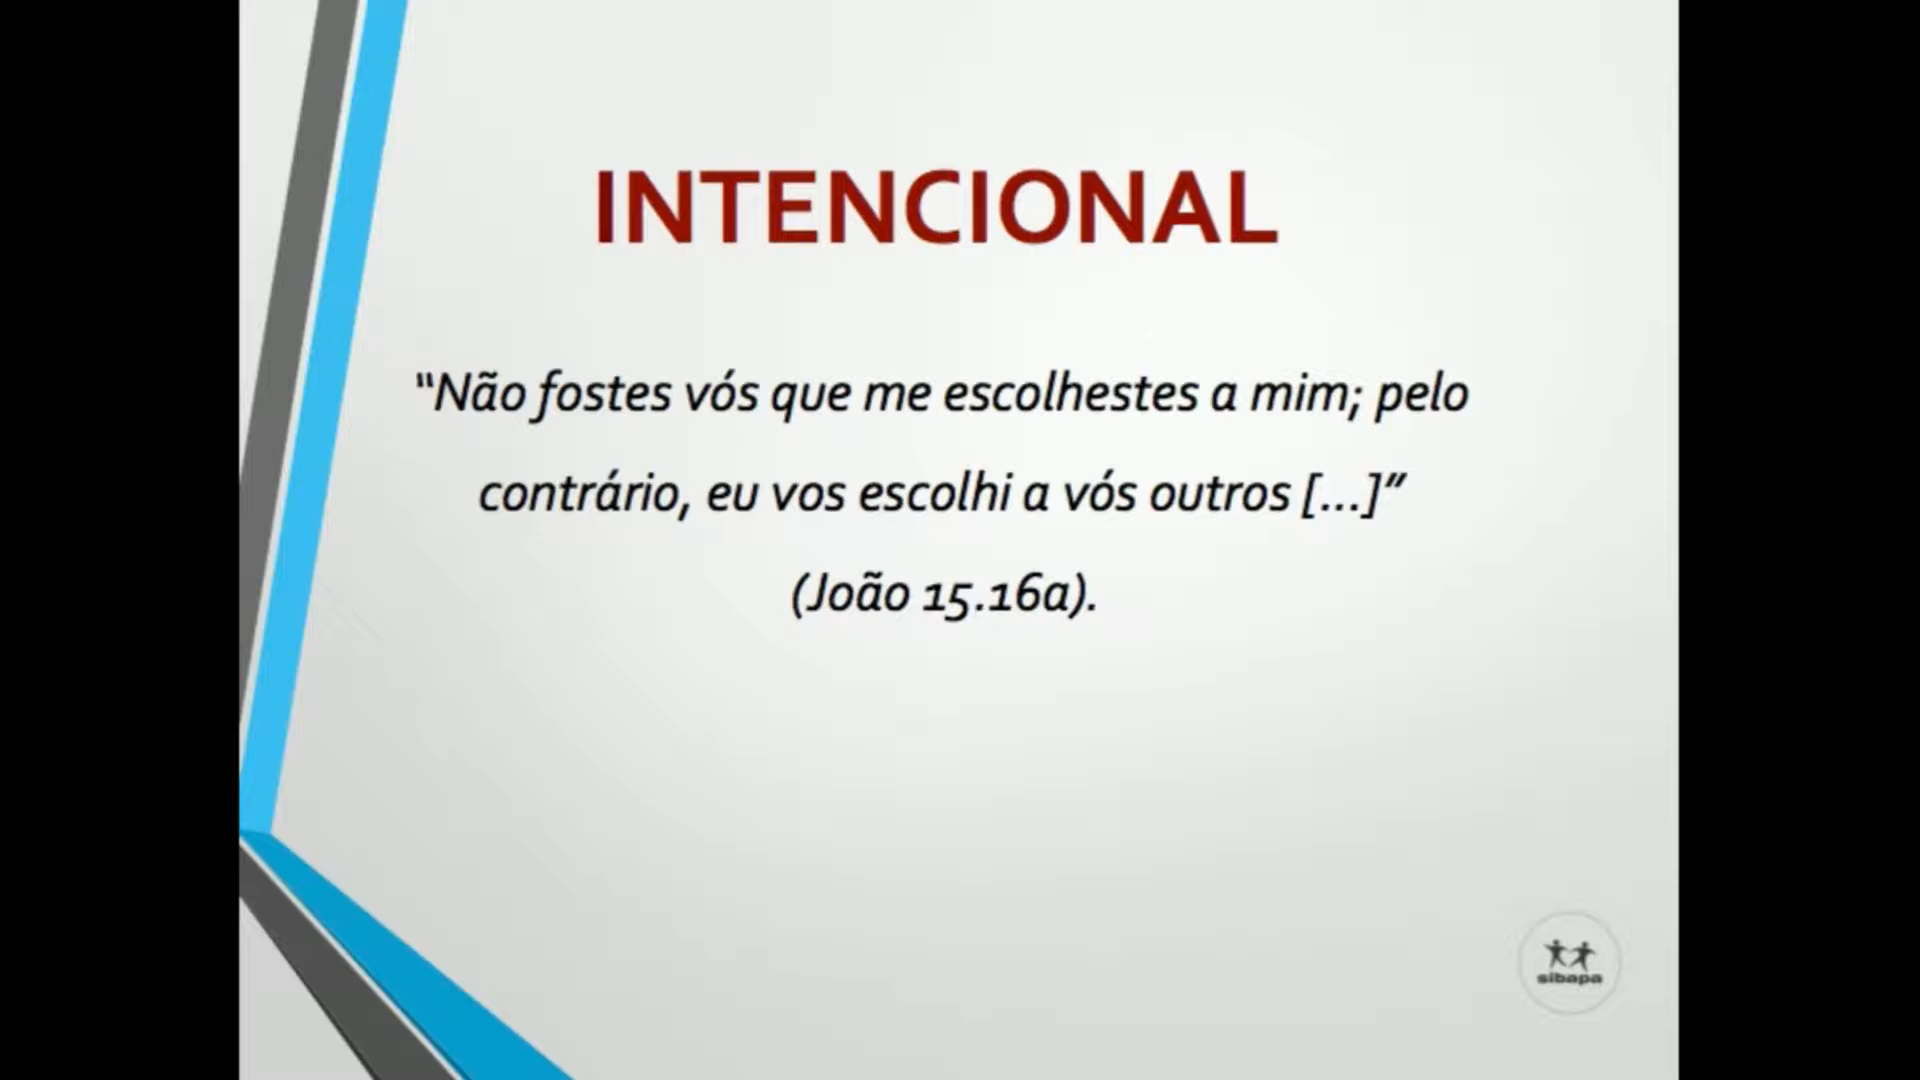 INTENCIONAL
“Não fostes vós que me escolhestes a mim; pelo
contrário, eu vos escolhi a vós outros [...]”
(João 15.16a).
sibapa